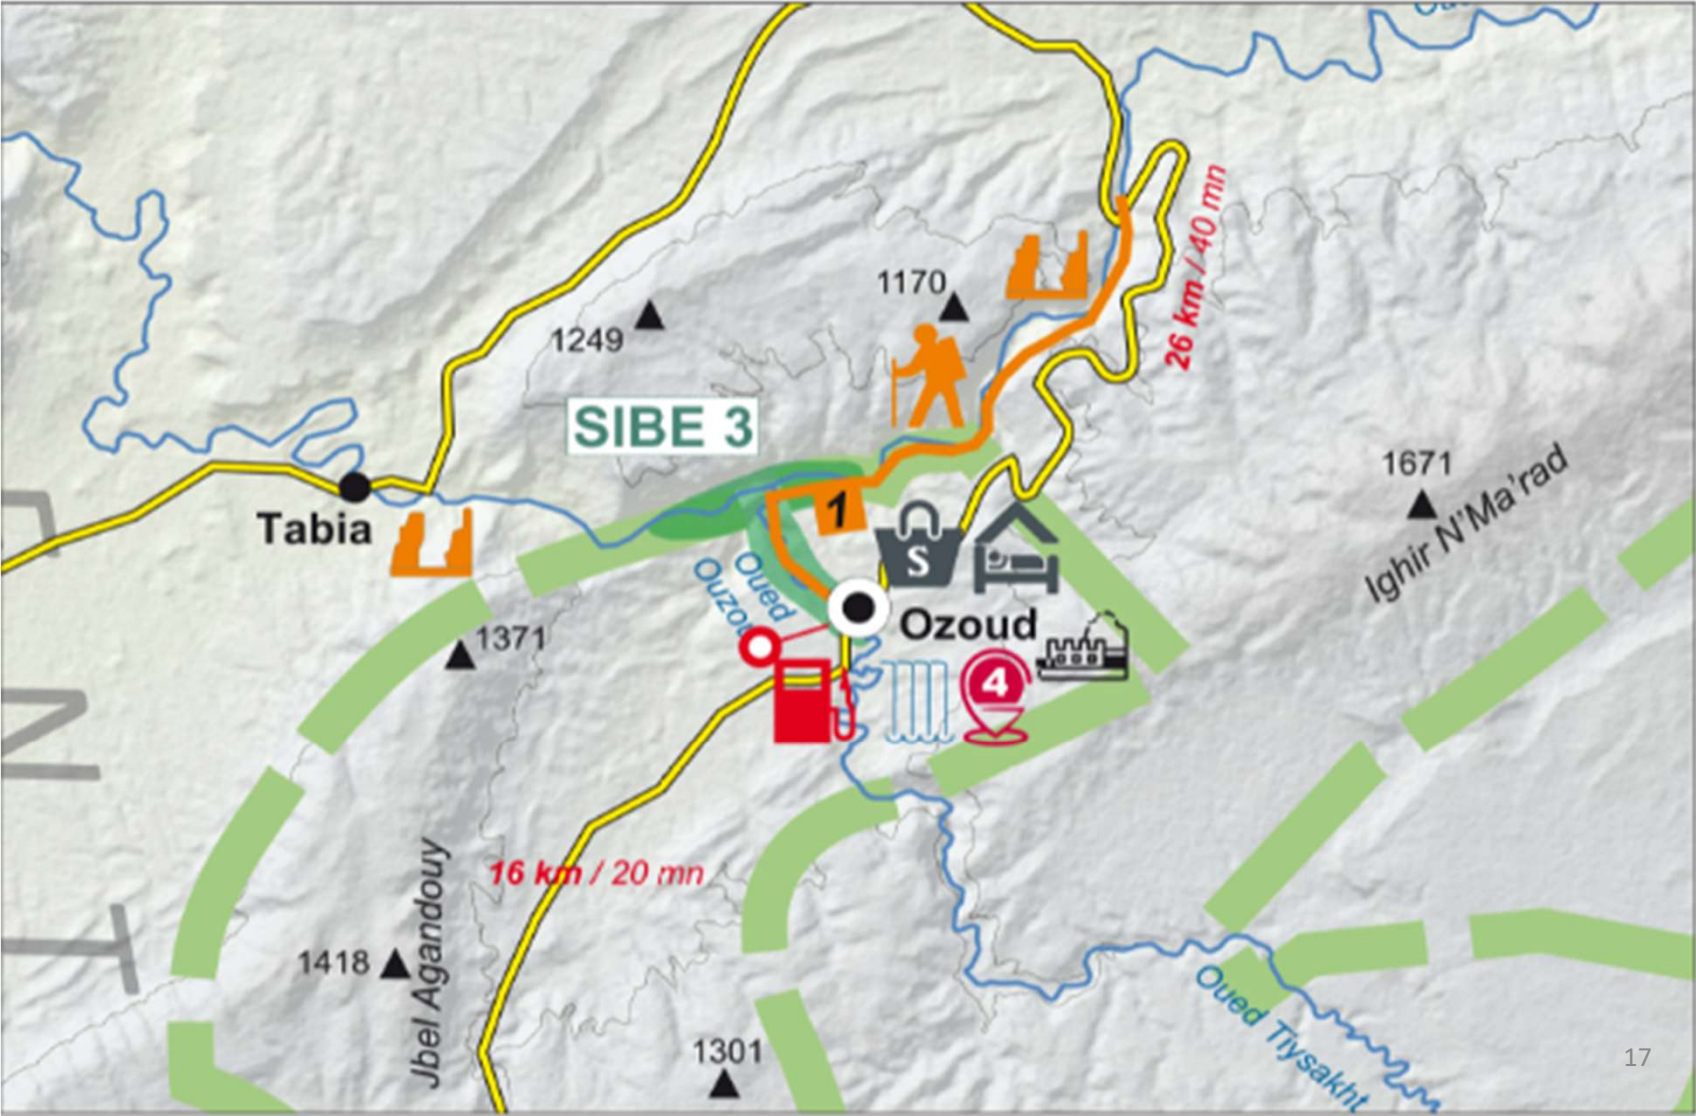 26 km / 40 mn
1170
1249
SIBE 3
1671
Ighir N'Ma'rad
Tabia
1
S
Oued
Ozoud
1371
4
16 km / 20 mn
Jbel Agandouy
1418
Oued Tiysakht
1301
17